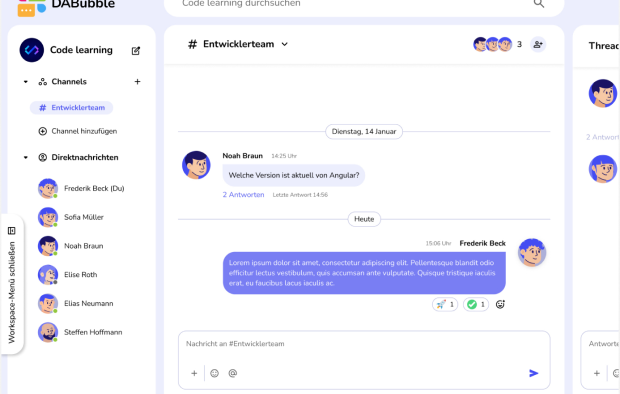 DABubble
Code learning durchsuchen
Code learning
Channels
# Entwicklerteam
Channel hinzufügen
Direktnachrichten
Frederik Beck (Du)
Sofia Müller
Noah Braun
Elise Roth
Elias Neumann
Steffen Hoffmann
Workspace-Menü schließen
# Entwicklerteam
3
Dienstag, 14 Januar
Noah Braun 14:25 Uhr
Welche Version ist aktuell von Angular?
2 Antworten Letzte Antwort 14:56
Heute
15:06 Uhr Frederik Beck
Lorem ipsum dolor sit amet, consectetur adipiscing elit. Pellentesque blandit odio
efficitur lectus vestibulum, quis accumsan ante vulputate. Quisque tristique iaculis
erat, eu faucibus lacus iaculis ac.
1 1
Nachricht an #Entwicklerteam
+ @
Thread
2 Antwort
Antworte
+